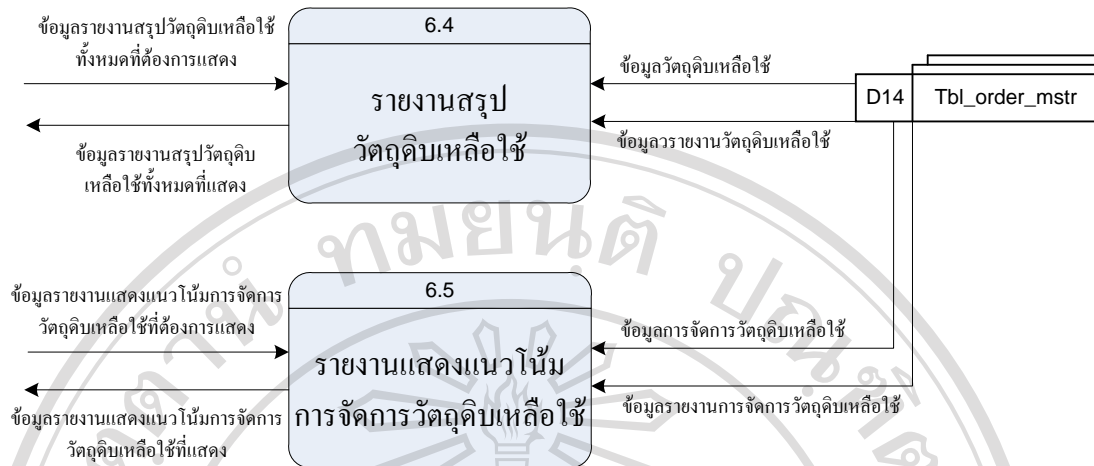 ข้อมูลรายงานสรุปวัตถุดิบเหลือใช้
ทั้งหมดที่ต้องการแสดง
ข้อมูลรายงานสรุปวัตถุดิบ
เหลือใช้ทั้งหมดที่แสดง
6.4
รายงานสรุป
วัตถุดิบเหลือใช้
ข้อมูลวัตถุดิบเหลือใช้
ข้อมูลวรายงานวัตถุดิบเหลือใช้
D14 Tbl_order_mstr
ทมยนฺติ ปณฺฑิ
ข้อมูลรายงานแสดงแนวโน้มการจัดการ
วัตถุดิบเหลือใช้ที่ต้องการแสดง
ข้อมูลรายงานแสดงแนวโน้มการจัดการ
วัตถุดิบเหลือใช้ที่แสดง
6.5
รายงานแสดงแนวโน้ม
การจัดการวัตถุดิบเหลือใช้
ข้อมูลการจัดการวัตถุดิบเหลือใช้
ข้อมูลรายงานการจัดการวัตถุดิบเหลือใช้